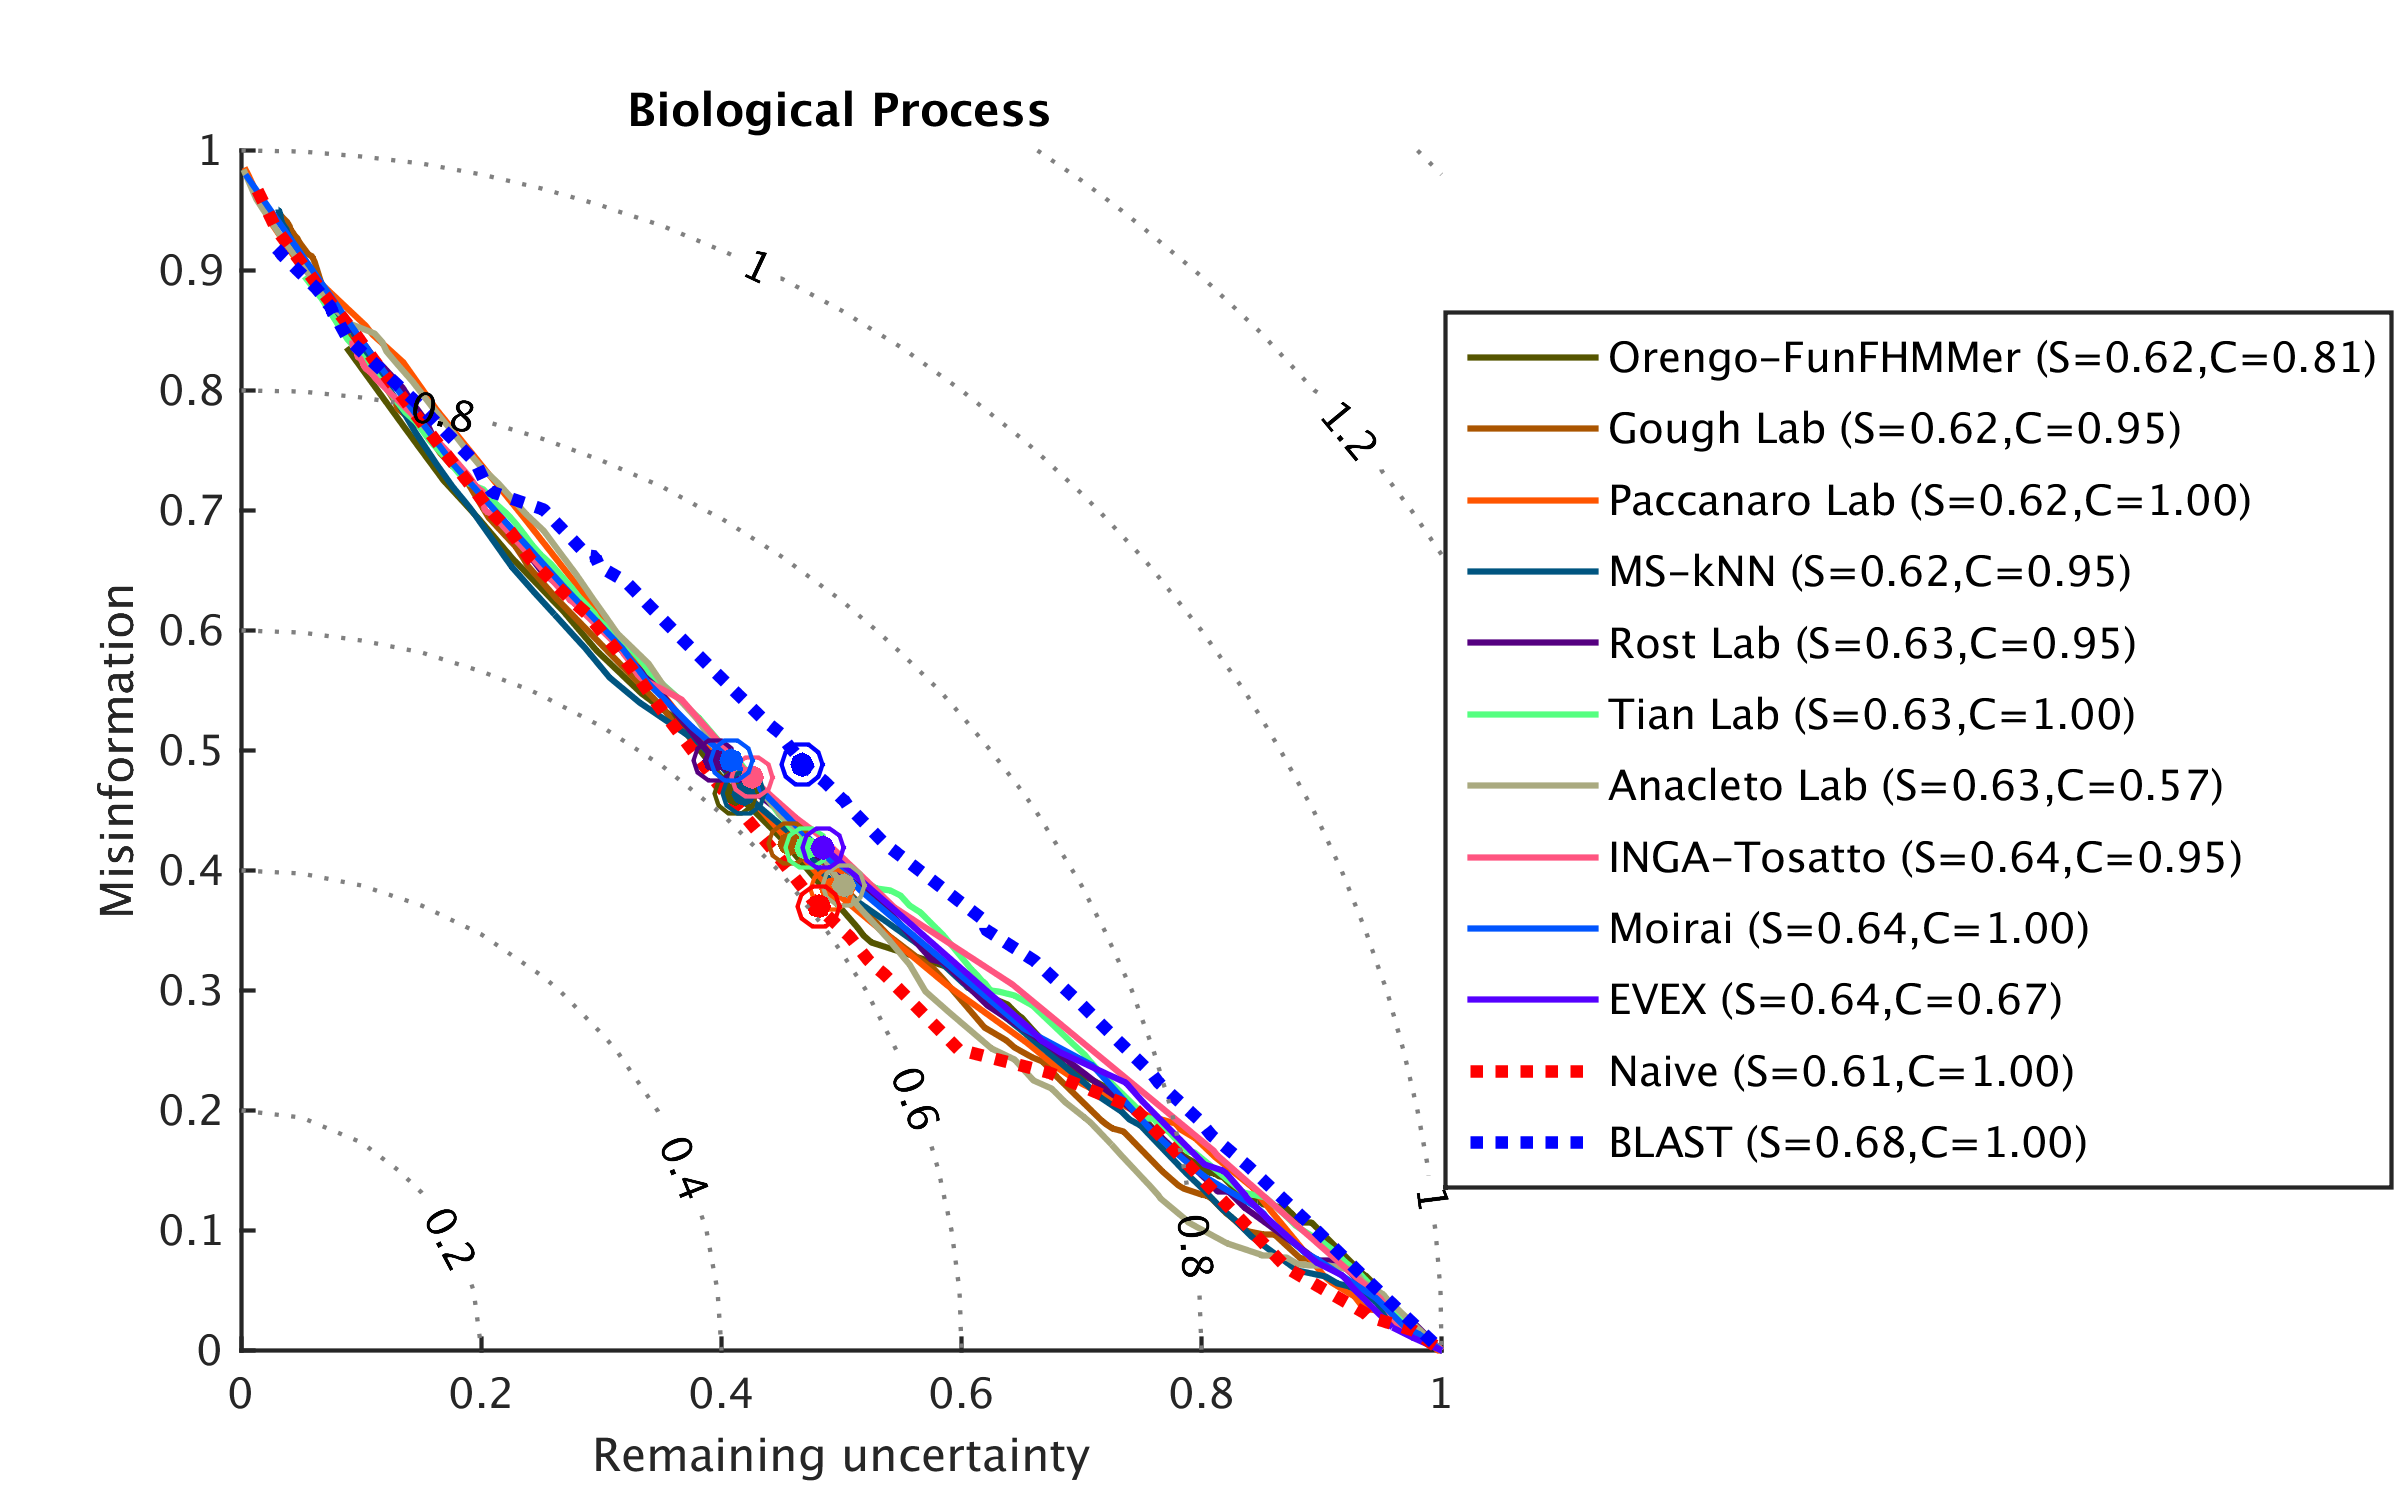 Biological Process
1
0.9
0.8
0.7
0.6
0.5
0.4
0.3
0.2
0.1
0
Misinformation
0 0.2 0.4 0.6 0.8 1
Remaining uncertainty
1
1.2
0.8
0.6
0.4
0.2
0.8
1
Orengo-FunFHMMer (S=0.62,C=0.81)
Gough Lab (S=0.62,C=0.95)
Paccanaro Lab (S=0.62,C=1.00)
MS-kNN (S=0.62,C=0.95)
Rost Lab (S=0.63,C=0.95)
Tian Lab (S=0.63,C=1.00)
Anacleto Lab (S=0.63,C=0.57)
INGA-Tosatto (S=0.64,C=0.95)
Moirai (S=0.64,C=1.00)
EVEX (S=0.64,C=0.67)
Naive (S=0.61,C=1.00)
BLAST (S=0.68,C=1.00)